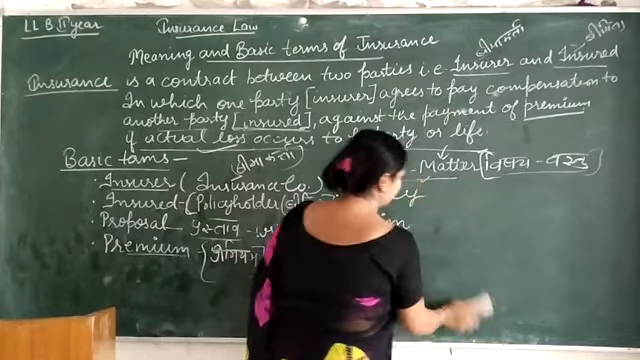 LL B II year
Insurance Law
Meaning and Basic terms of Insurance
Insurance is a contract between two parties i.e. Insurer and Insured
In which one party [insurer] agrees to pay compensation to
another party [insured], against the payment of premium
if actual loss occurs to property or life.
Basic terms - Matter (विषय - वस्तु)
• Insurer (Insurance Co.)
• Insured - [Policyholder
• Proposal प्रस्ताव -
• Premium - (प्रीमियम